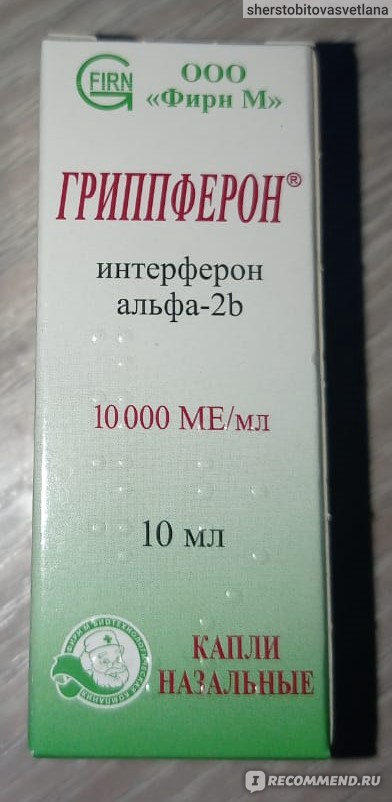 sherstobitovasvetlana
FIRN
ООО
«Фирн М»
ГРИППФЕРОН®
интерферон
альфа-2b
10 000 МЕ/мл
10 мл
КАПЛИ
НАЗАЛЬНЫЕ
I RECOMMEND.RU